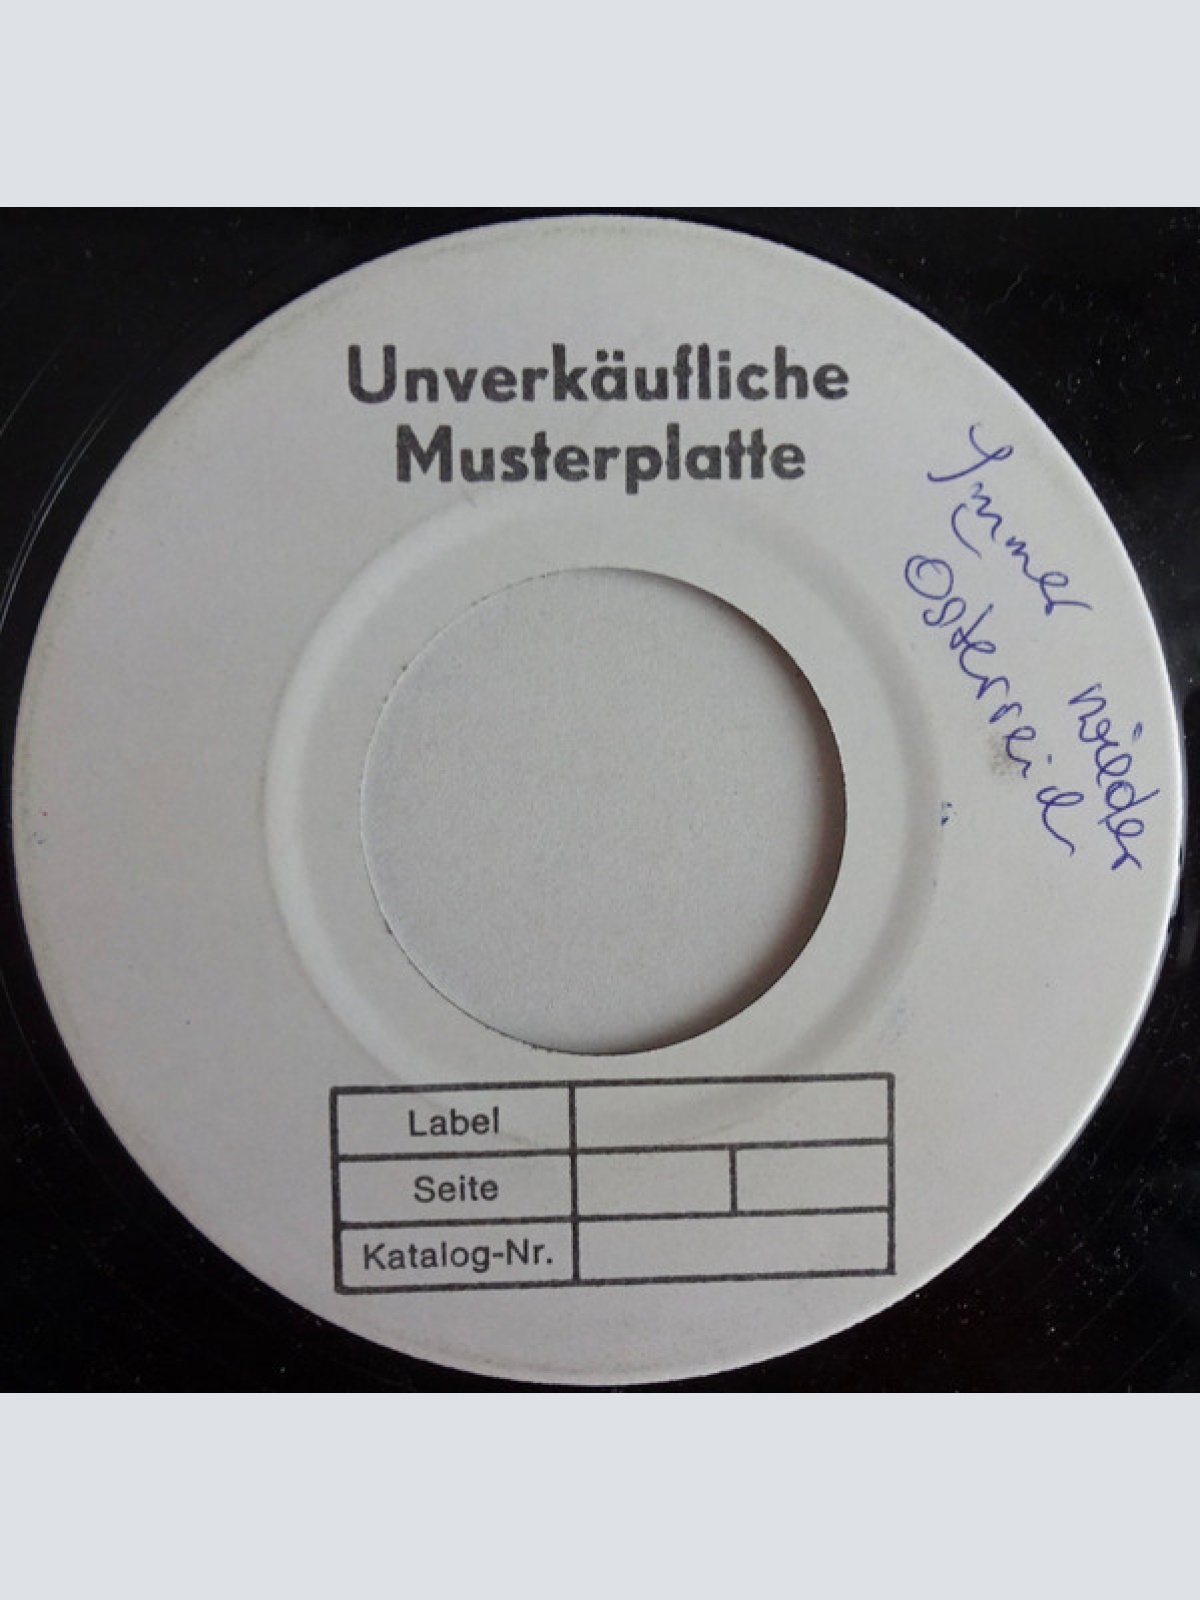 Unverkäufliche
Musterplatte
Immer wieder
Österreich
Label
Seite
Katalog-Nr.